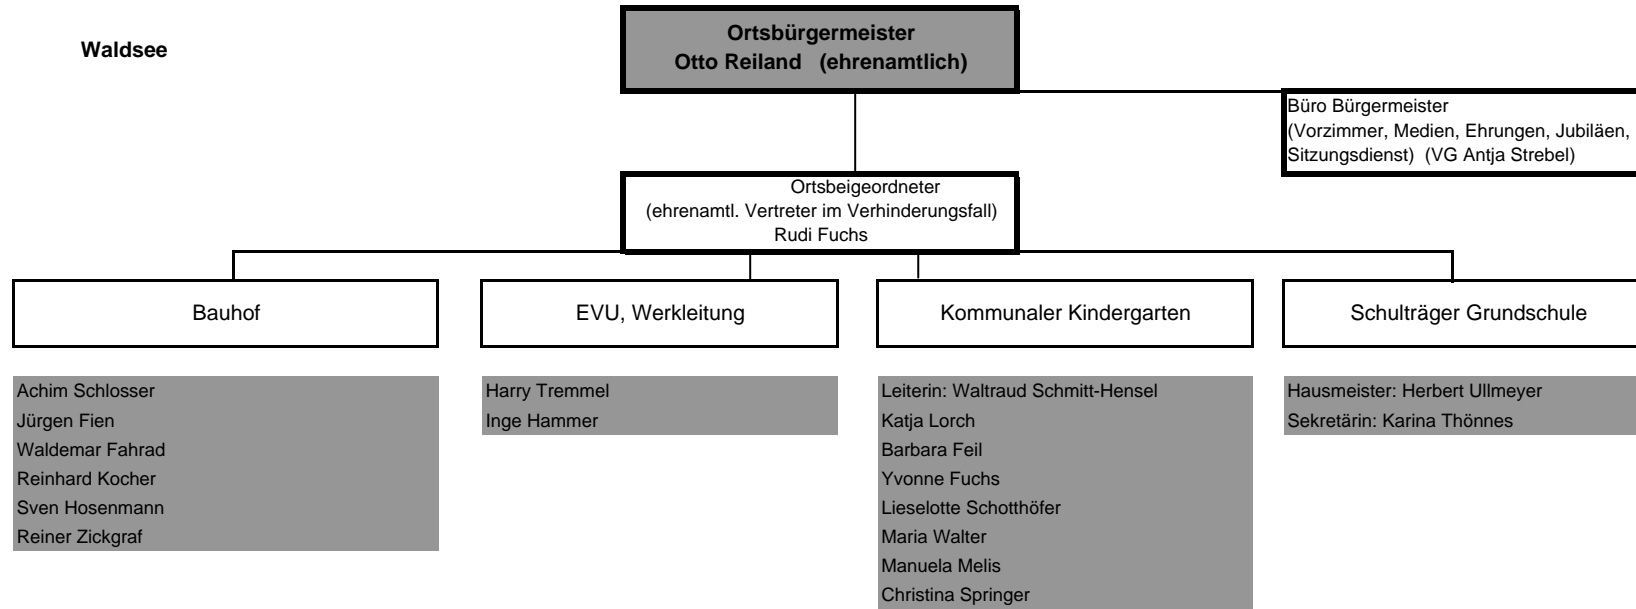 Waldsee
Ortsbürgermeister
Otto Reiland (ehrenamtlich)
Büro Bürgermeister
(Vorzimmer, Medien, Ehrungen, Jubiläen,
Sitzungsdienst) (VG Antja Strebel)
Ortsbeigeordneter
(ehrenamtl. Vertreter im Verhinderungsfall)
Rudi Fuchs
Bauhof
Achim Schlosser
Jürgen Fien
Waldemar Fahrad
Reinhard Kocher
Sven Hosenmann
Reiner Zickgraf
EVU, Werkleitung
Harry Tremmel
Inge Hammer
Kommunaler Kindergarten
Leiterin: Waltraud Schmitt-Hensel
Katja Lorch
Barbara Feil
Yvonne Fuchs
Lieselotte Schotthöfer
Maria Walter
Manuela Melis
Christina Springer
Schulträger Grundschule
Hausmeister: Herbert Ullmeyer
Sekretärin: Karina Thönnes